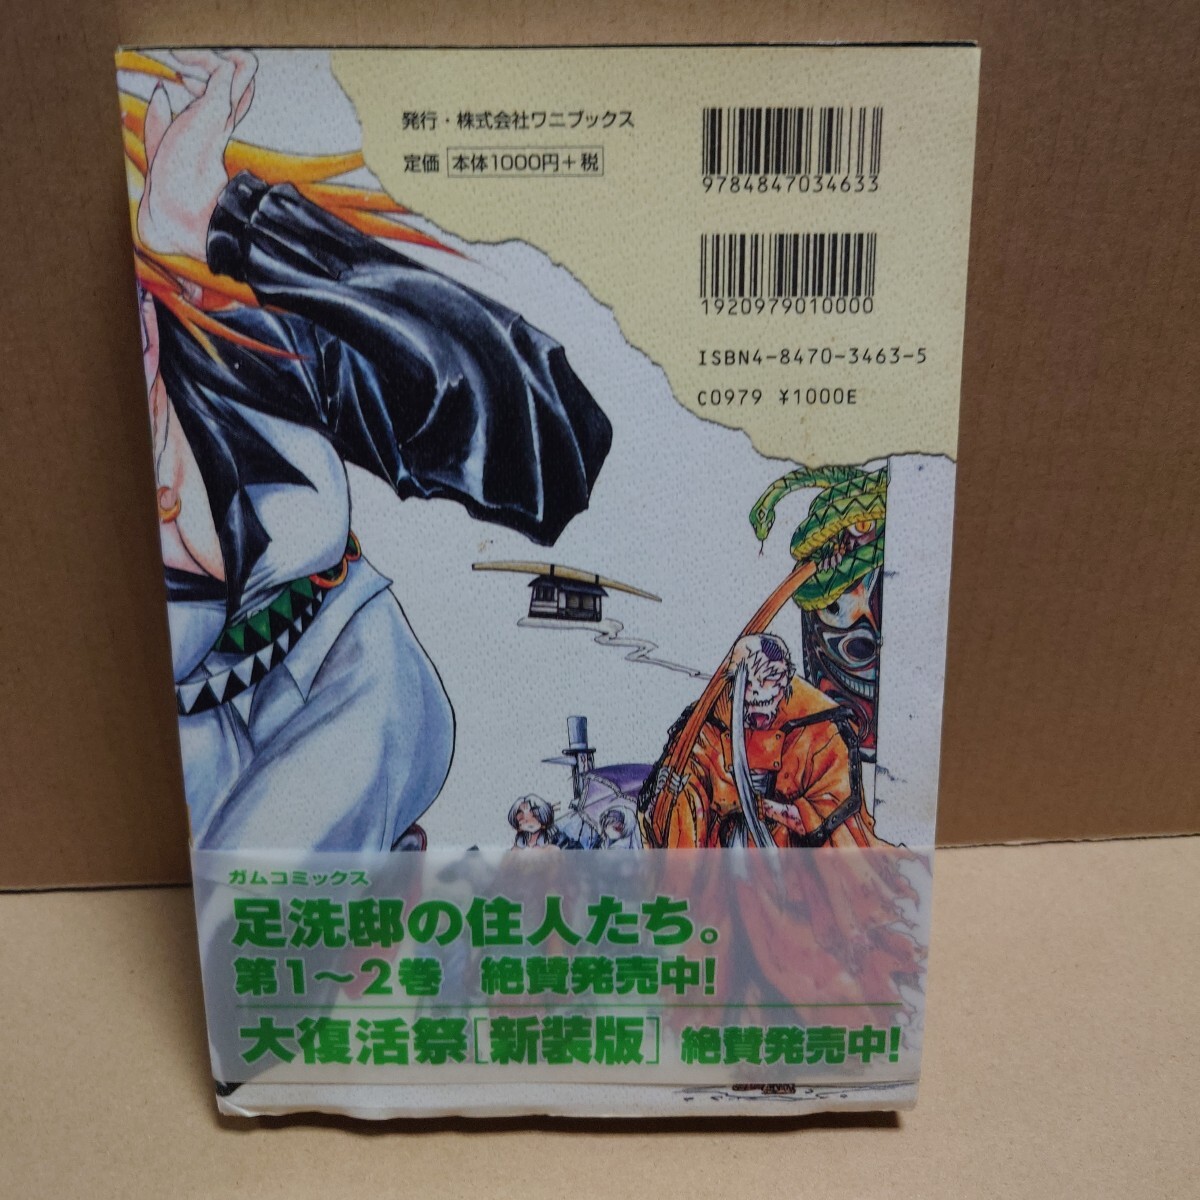 発行・株式会社ワニブックス
定価 本体1000円+税
9784847034633
1920979010000
ISBN4-8470-3463-5
C0979 ¥1000E
ガムコミックス
足洗邸の住人たち。
第1〜2巻 絶賛発売中!
大復活祭[新装版] 絶賛発売中!